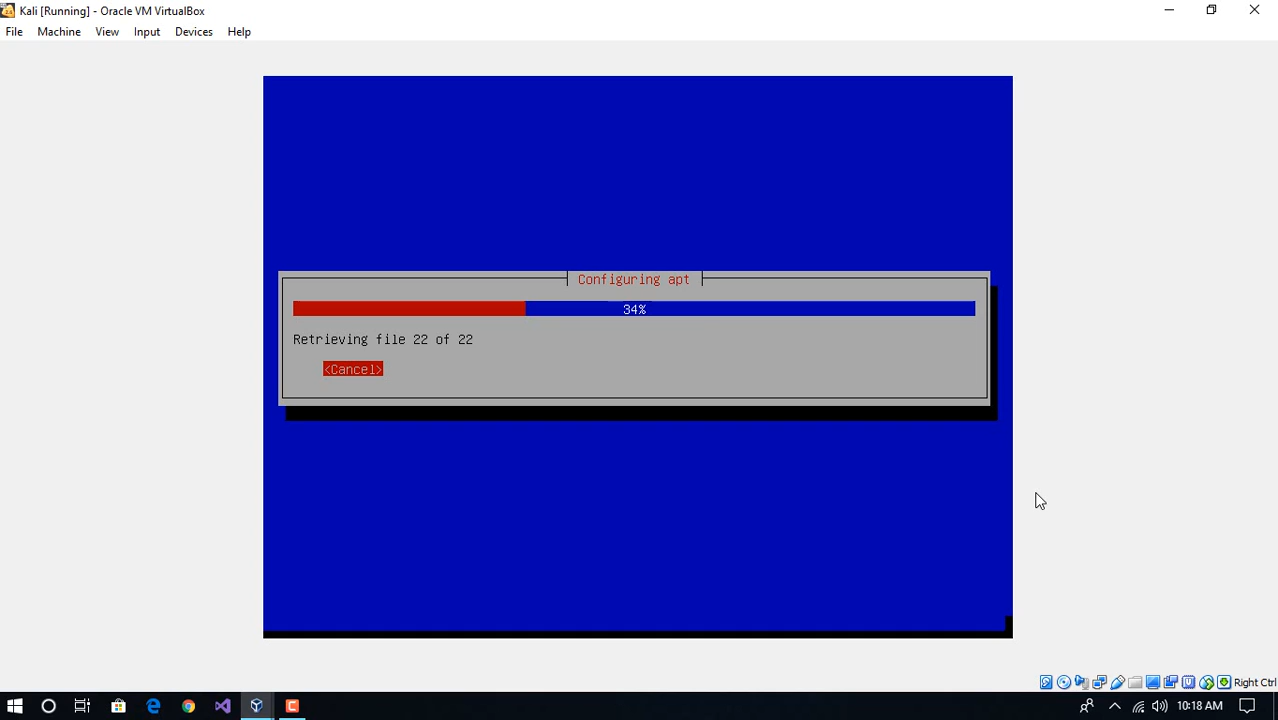 Kali [Running] - Oracle VM VirtualBox
File Machine View Input Devices Help
Configuring apt
34%
Retrieving file 22 of 22
<Cancel>
Right Ctrl
10:18 AM